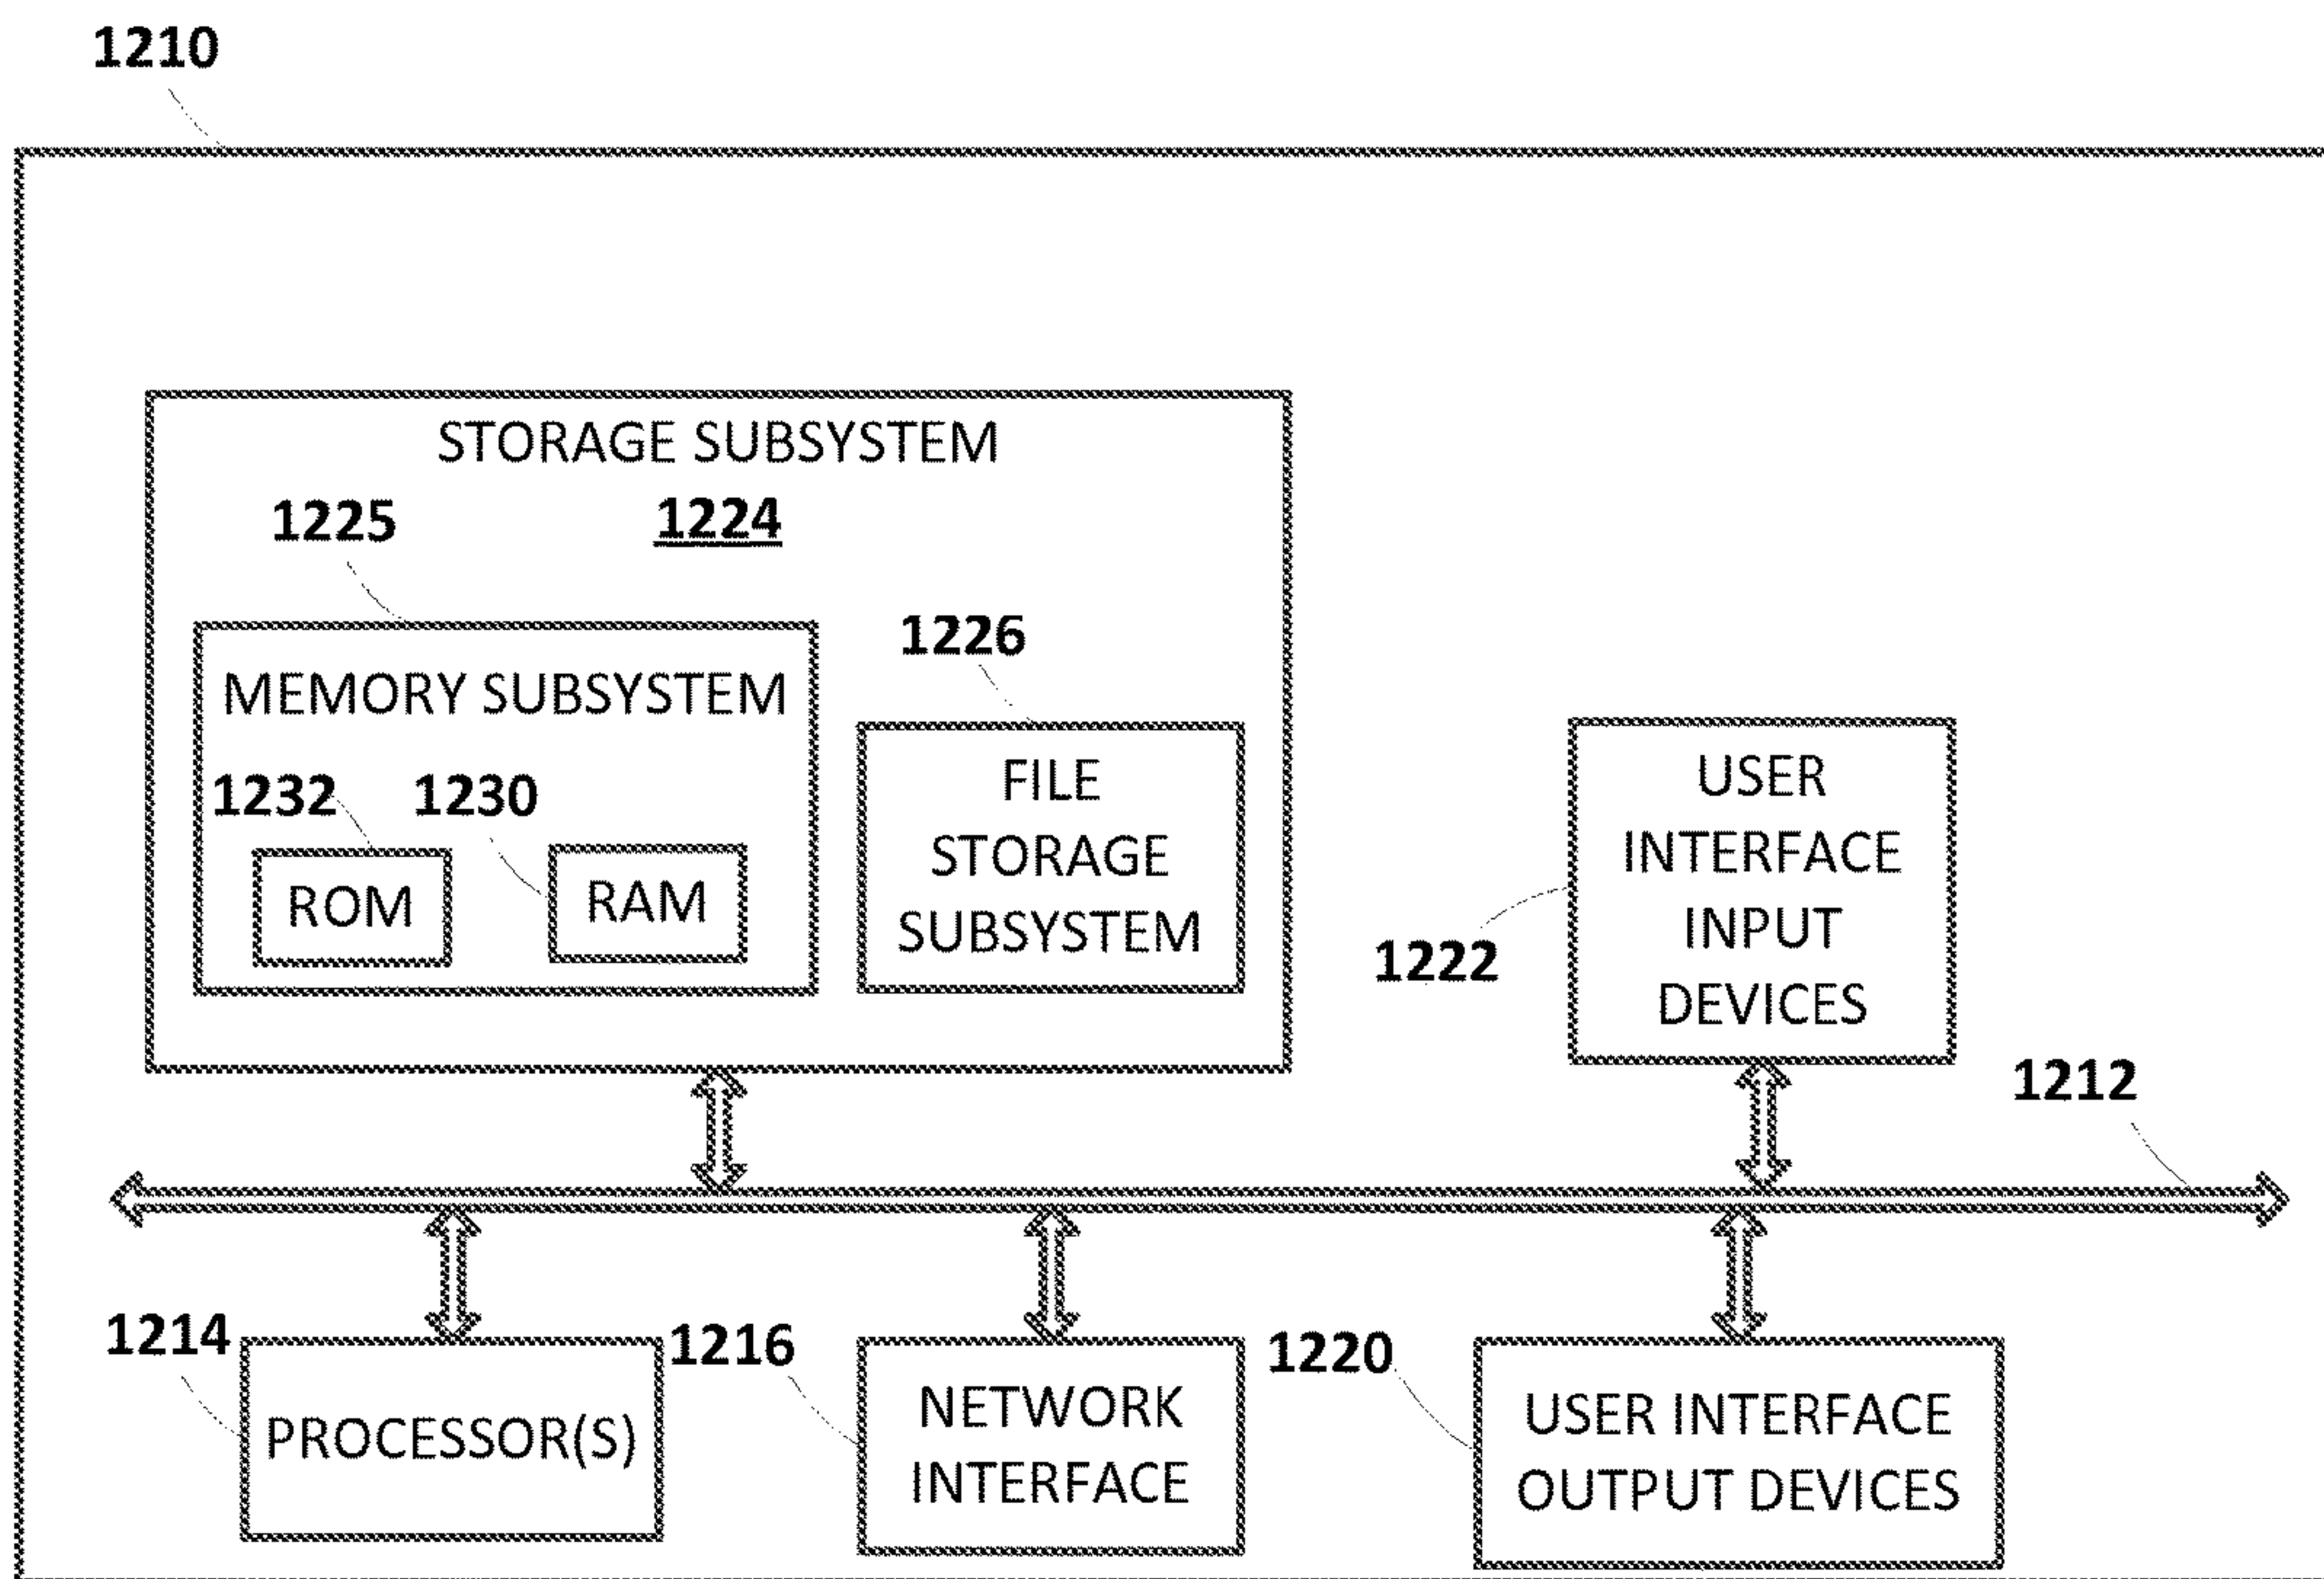 1210
STORAGE SUBSYSTEM
1224
1225
MEMORY SUBSYSTEM
1232
1230
ROM
RAM
1226
FILE
STORAGE
SUBSYSTEM
USER
INTERFACE
INPUT
DEVICES
1222
1212
1214
PROCESSOR(S)
1216
NETWORK
INTERFACE
1220
USER INTERFACE
OUTPUT DEVICES